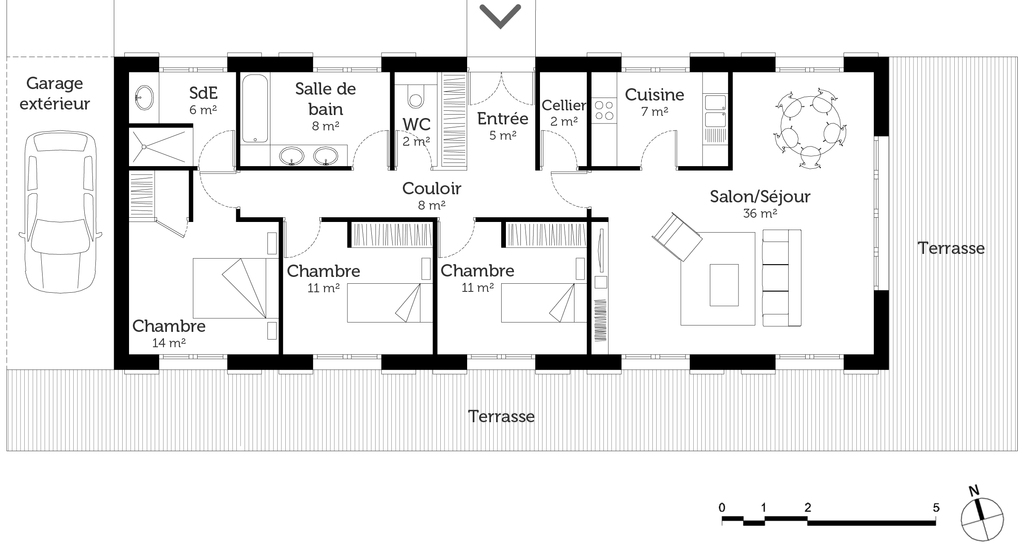 Garage
extérieur
SdE
6 m²
Salle de
bain
8 m²
WC
2 m²
Entrée
5 m²
Cellier
2 m²
Cuisine
7 m²
Couloir
8 m²
Salon/Séjour
36 m²
Terrasse
Chambre
14 m²
Chambre
11 m²
Chambre
11 m²
Terrasse
0 1 2 5
N